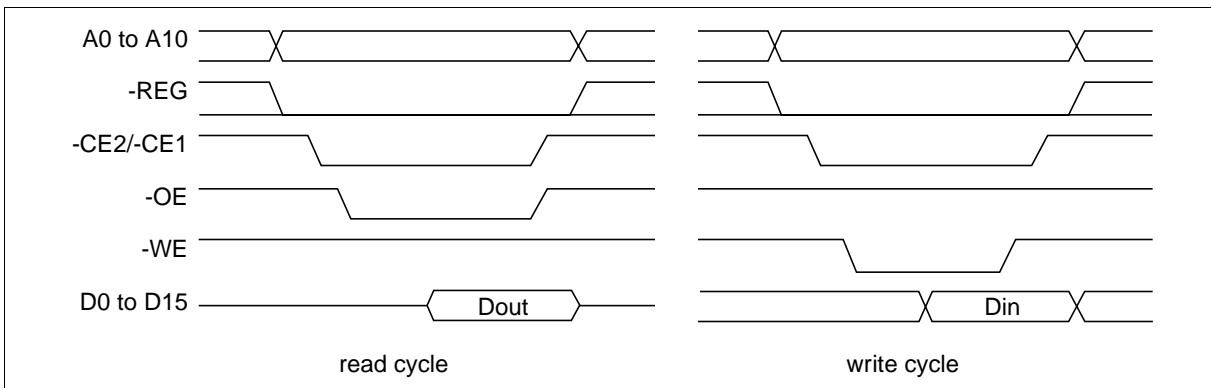 A0 to A10
-REG
-CE2/-CE1
-OE
-WE
D0 to D15
Dout
Din
read cycle
write cycle